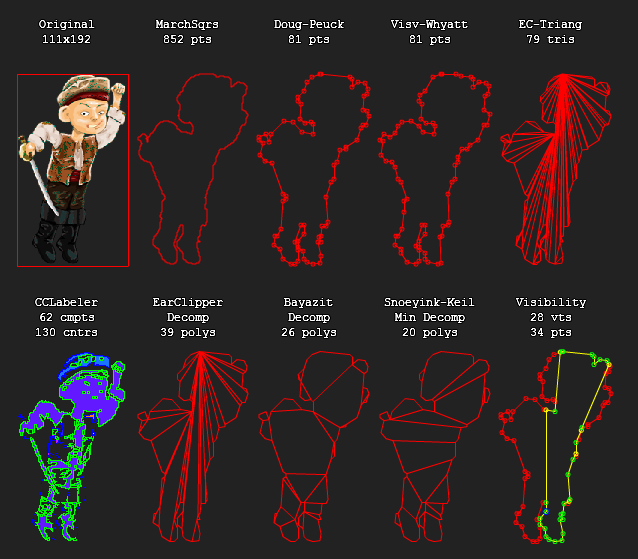 Original
111x192
MarchSqrs
852 pts
Doug-Peuck
81 pts
Visv-Whyatt
81 pts
EC-Triang
79 tris
CCLabeler
62 cmpts
130 cntrs
EarClipper
Decomp
39 polys
Bayazit
Decomp
26 polys
Snoeyink-Keil
Min Decomp
20 polys
Visibility
28 vts
34 pts